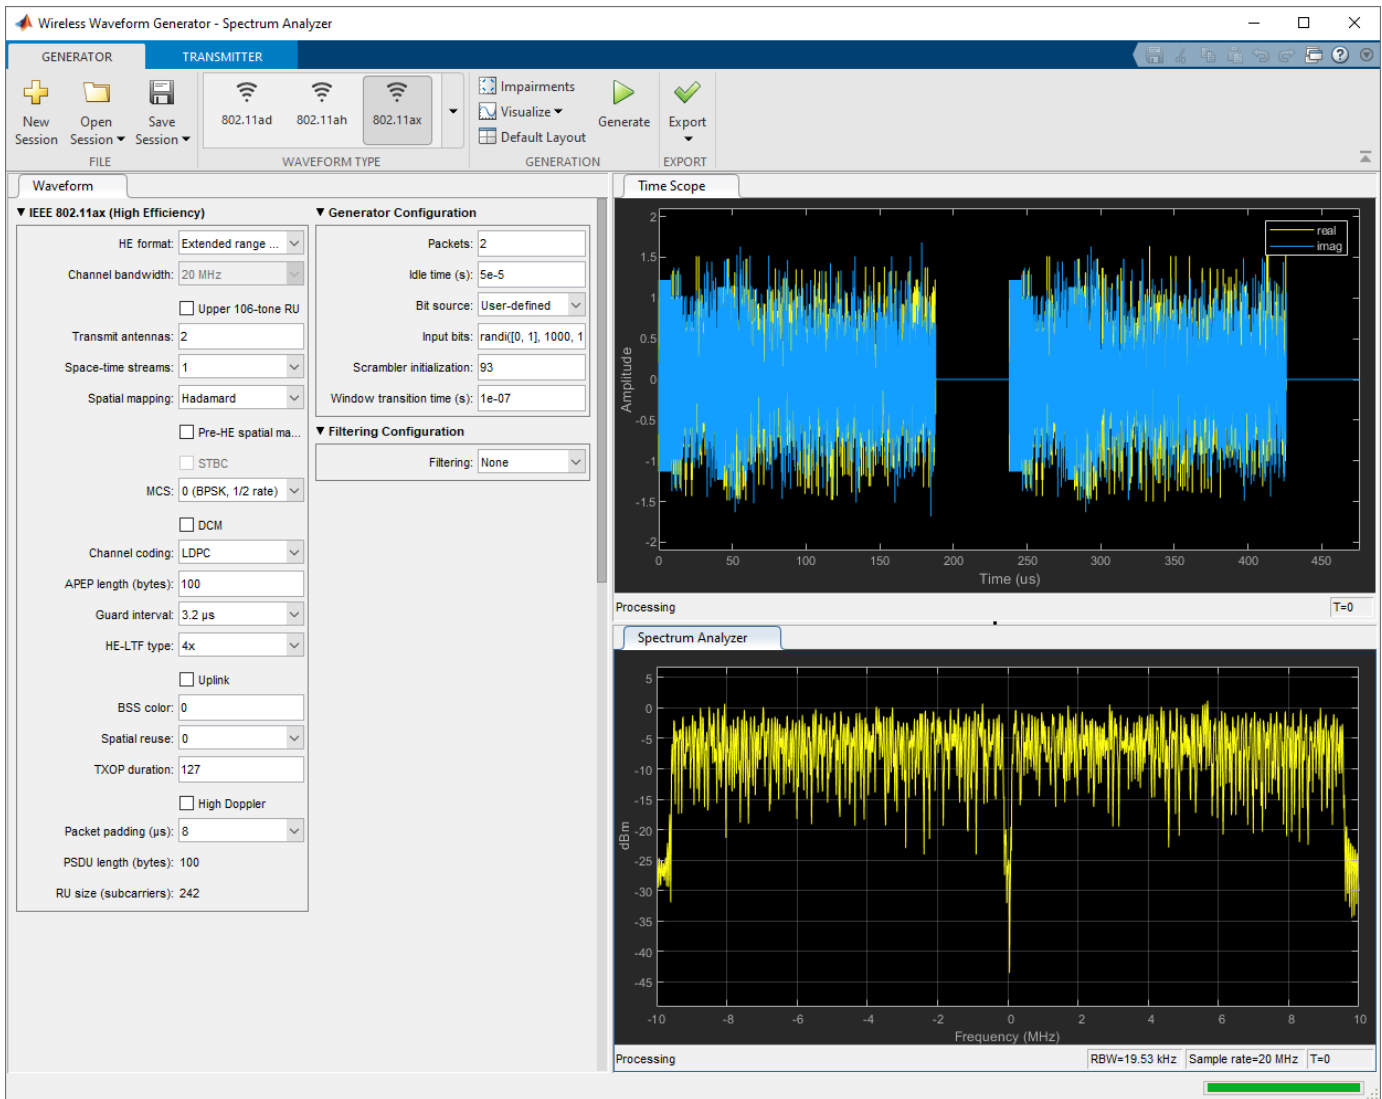 Wireless Waveform Generator - Spectrum Analyzer
GENERATOR
TRANSMITTER
New Session
Open Session
Save Session
FILE
802.11ad
802.11ah
802.11ax
WAVEFORM TYPE
Impairments
Visualize
Default Layout
Generate
GENERATION
Export
EXPORT
Waveform
IEEE 802.11ax (High Efficiency)
HE format: Extended range ...
Channel bandwidth: 20 MHz
Upper 106-tone RU
Transmit antennas: 2
Space-time streams: 1
Spatial mapping: Hadamard
Pre-HE spatial ma...
STBC
MCS: 0 (BPSK, 1/2 rate)
DCM
Channel coding: LDPC
APEP length (bytes): 100
Guard interval: 3.2 µs
HE-LTF type: 4x
Uplink
BSS color: 0
Spatial reuse: 0
TXOP duration: 127
High Doppler
Packet padding (µs): 8
PSDU length (bytes): 100
RU size (subcarriers): 242
Generator Configuration
Packets: 2
Idle time (s): 5e-5
Bit source: User-defined
Input bits: randi([0, 1], 1000, 1
Scrambler initialization: 93
Window transition time (s): 1e-07
Filtering Configuration
Filtering: None
Time Scope
real
imag
2
1.5
1
0.5
0
-0.5
-1
-1.5
-2
Amplitude
0 50 100 150 200 250 300 350 400 450
Time (us)
Processing
T=0
Spectrum Analyzer
5
0
-5
-10
-15
-20
-25
-30
-35
-40
-45
dBm
-10 -8 -6 -4 -2 0 2 4 6 8 10
Frequency (MHz)
Processing
RBW=19.53 kHz
Sample rate=20 MHz
T=0